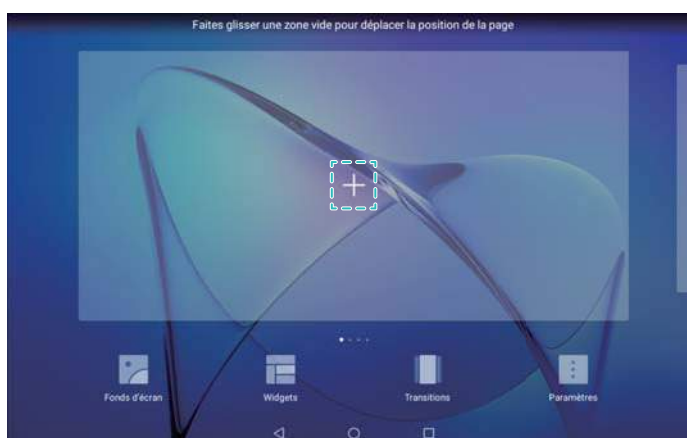 Faites glisser une zone vide pour déplacer la position de la page
Fonds d'écran
Widgets
Transitions
Paramètres